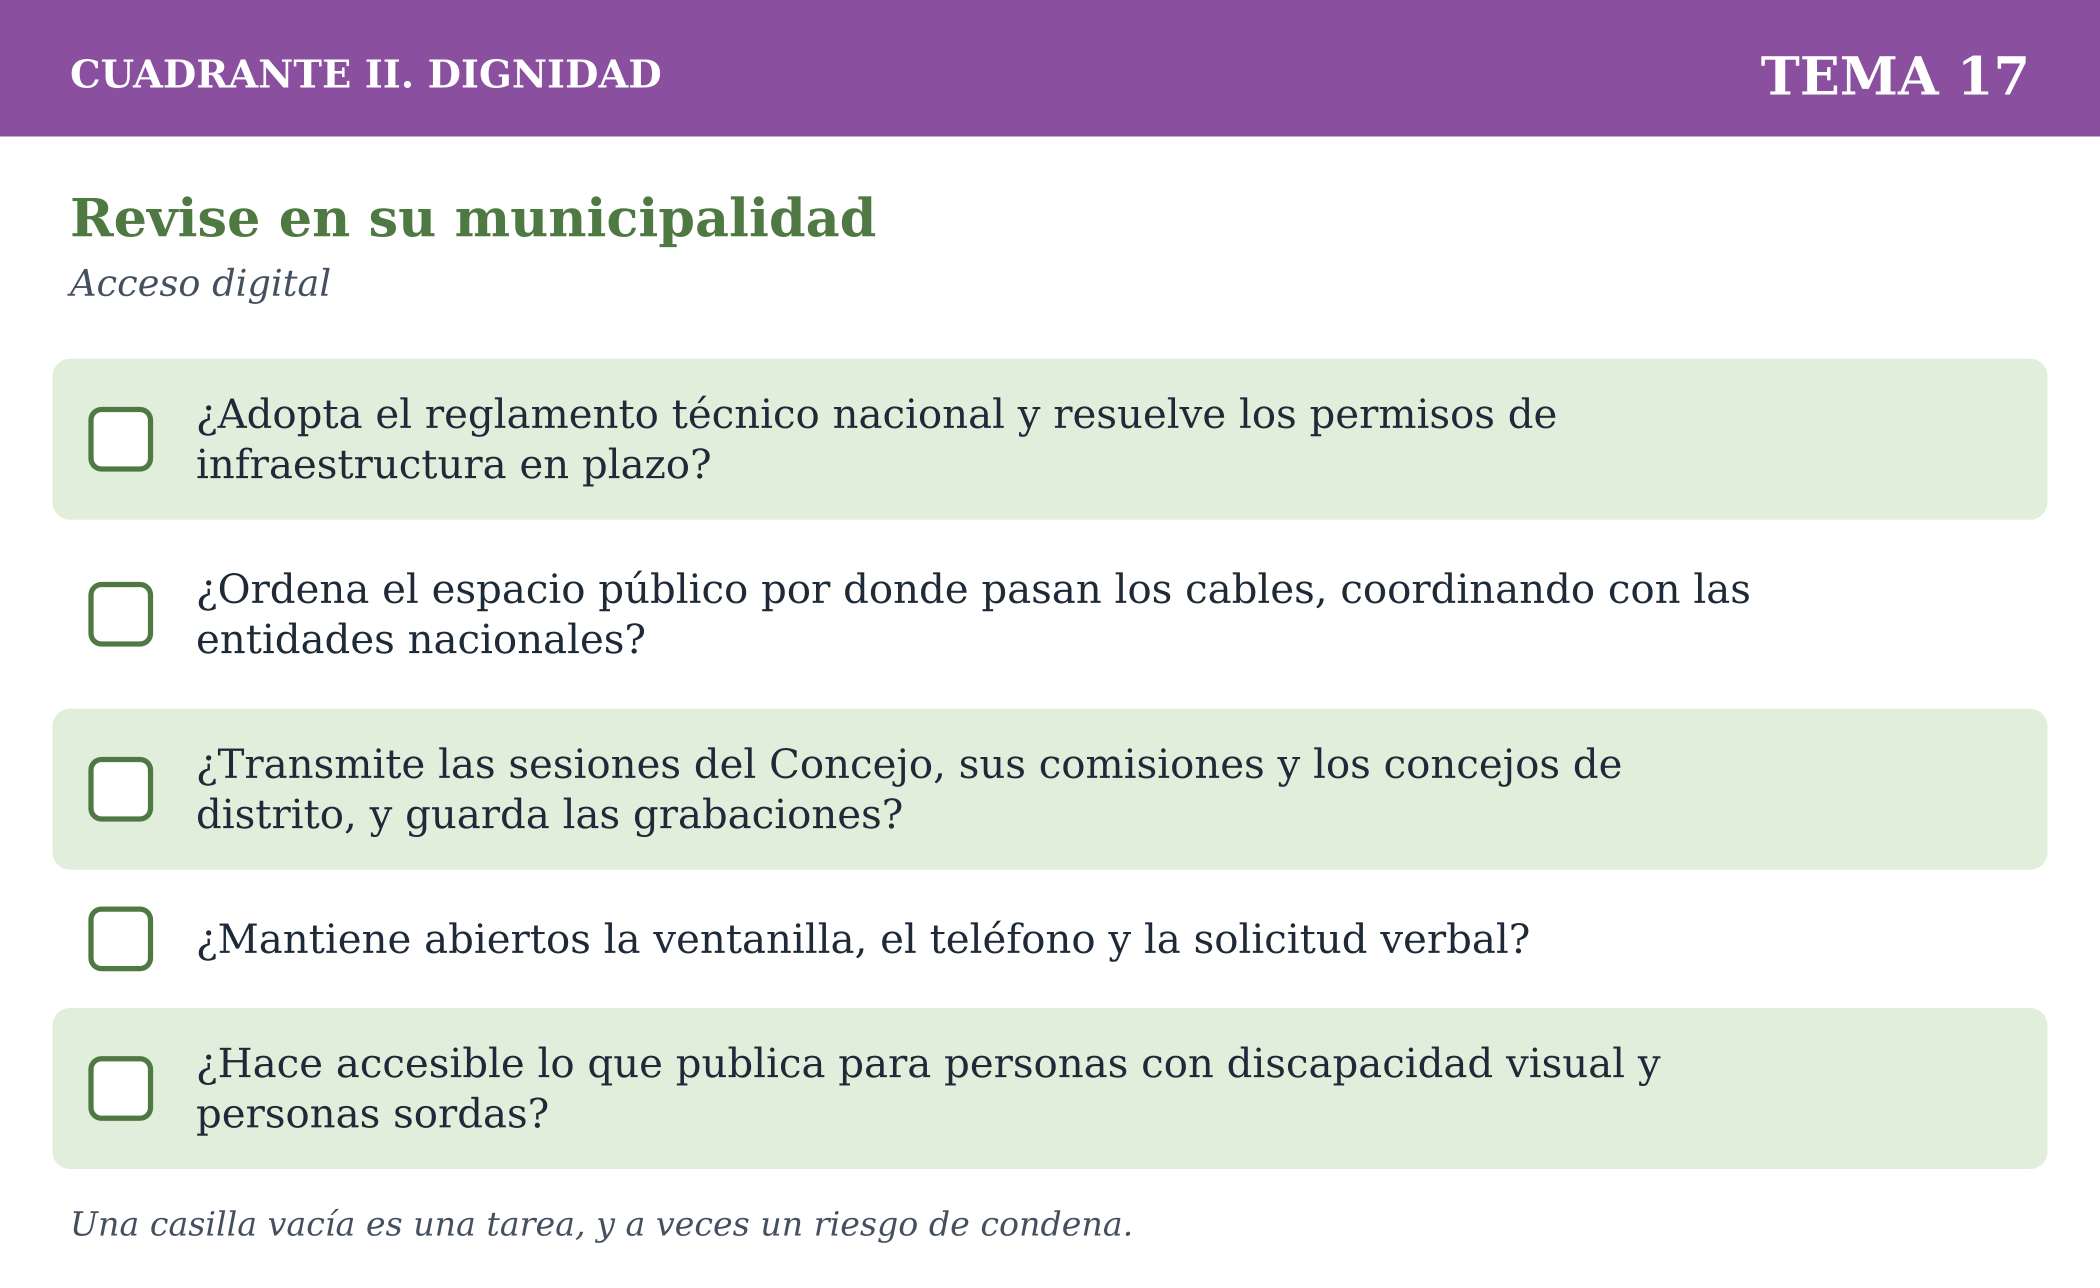 CUADRANTE II. DIGNIDAD
TEMA 17
Revise en su municipalidad
Acceso digital
¿Adopta el reglamento técnico nacional y resuelve los permisos de
infraestructura en plazo?
¿Ordena el espacio público por donde pasan los cables, coordinando con las
entidades nacionales?
¿Transmite las sesiones del Concejo, sus comisiones y los concejos de
distrito, y guarda las grabaciones?
¿Mantiene abiertos la ventanilla, el teléfono y la solicitud verbal?
¿Hace accesible lo que publica para personas con discapacidad visual y
personas sordas?
Una casilla vacía es una tarea, y a veces un riesgo de condena.